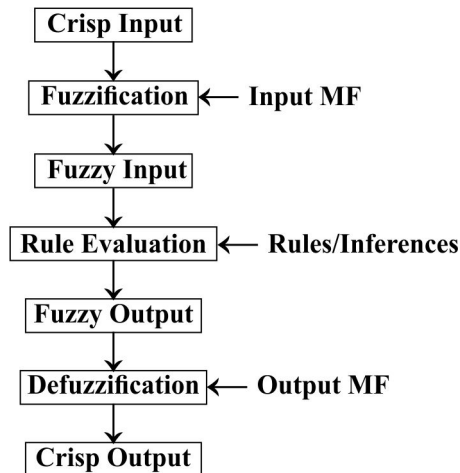 Crisp Input
Fuzzification
Input MF
Fuzzy Input
Rule Evaluation
Rules/Inferences
Fuzzy Output
Defuzzification
Output MF
Crisp Output